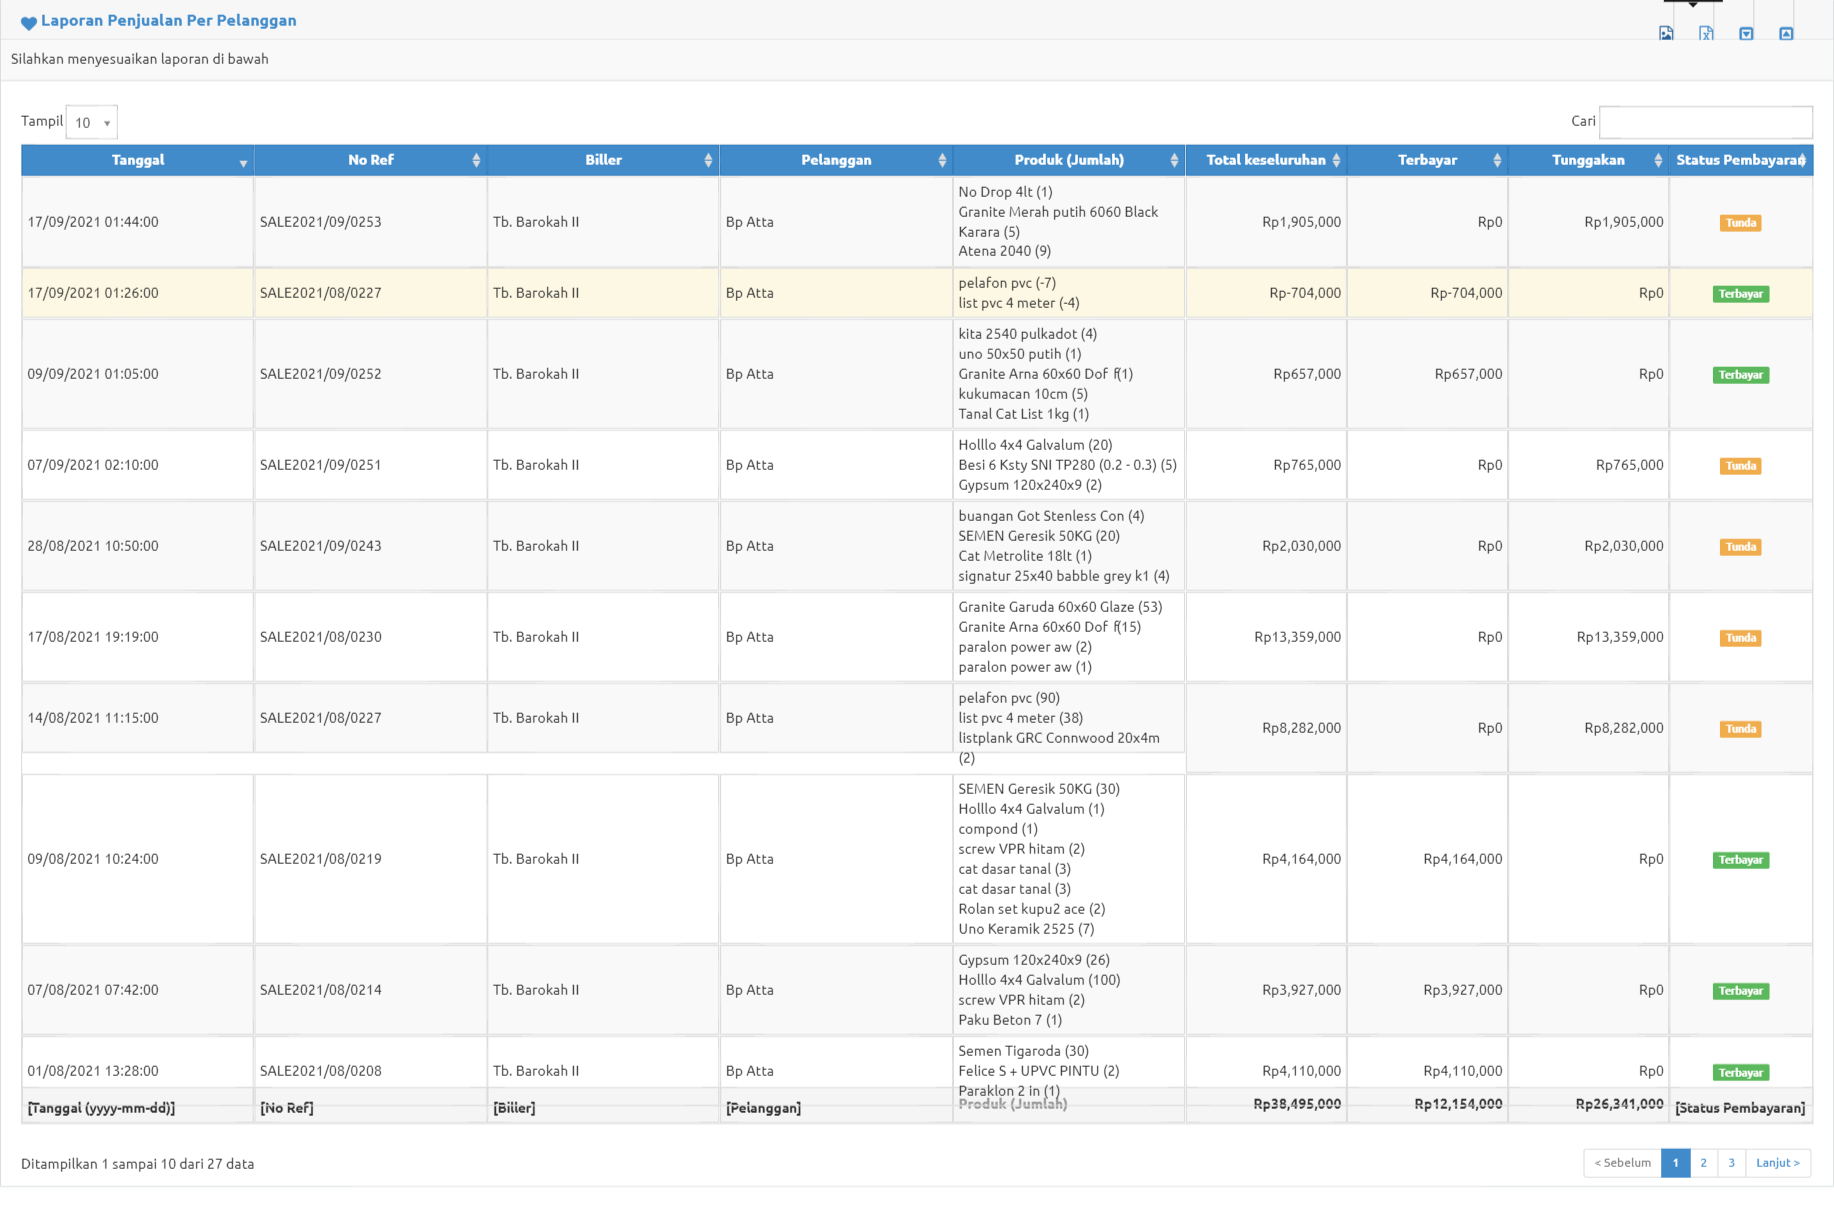 Laporan Penjualan Per Pelanggan
Silahkan menyesuaikan laporan di bawah
Tampil 10
Cari
Tanggal No Ref Biller Pelanggan Produk (Jumlah) Total keseluruhan Terbayar Tunggakan Status Pembayaran
No Drop 4lt (1)
Granite Merah putih 6060 Black
17/09/2021 01:44:00 SALE2021/09/0253 Tb. Barokah II Bp Atta Rp1,905,000 Rp0 Rp1,905,000 Tunda
Karara (5)
Atena 2040 (9)
pelafon pvc (-7)
17/09/2021 01:26:00 SALE2021/08/0227 Tb. Barokah II Bp Atta Rp-704,000 Rp-704,000 Rp0 Terbayar
list pvc 4 meter (-4)
kita 2540 pulkadot (4)
uno 50x50 putih (1)
09/09/2021 01:05:00 SALE2021/09/0252 Tb. Barokah II Bp Atta Granite Arna 60x60 Dof f(1) Rp657,000 Rp657,000 Rp0 Terbayar
kukumacan 10cm (5)
Tanal Cat List 1kg (1)
Holllo 4x4 Galvalum (20)
07/09/2021 02:10:00 SALE2021/09/0251 Tb. Barokah II Bp Atta Besi 6 Ksty SNI TP280 (0.2 - 0.3) (5) Rp765,000 Rp0 Rp765,000 Tunda
Gypsum 120x240x9 (2)
buangan Got Stenless Con (4)
SEMEN Geresik 50KG (20)
28/08/2021 10:50:00 SALE2021/09/0243 Tb. Barokah II Bp Atta Rp2,030,000 Rp0 Rp2,030,000 Tunda
Cat Metrolite 18lt (1)
signatur 25x40 babble grey k1 (4)
Granite Garuda 60x60 Glaze (53)
Granite Arna 60x60 Dof f(15)
17/08/2021 19:19:00 SALE2021/08/0230 Tb. Barokah II Bp Atta Rp13,359,000 Rp0 Rp13,359,000 Tunda
paralon power aw (2)
paralon power aw (1)
pelafon pvc (90)
14/08/2021 11:15:00 SALE2021/08/0227 Tb. Barokah II Bp Atta list pvc 4 meter (38) Rp8,282,000 Rp0 Rp8,282,000 Tunda
listplank GRC Connwood 20x4m
(2)
SEMEN Geresik 50KG (30)
Holllo 4x4 Galvalum (1)
compond (1)
screw VPR hitam (2)
09/08/2021 10:24:00 SALE2021/08/0219 Tb. Barokah II Bp Atta Rp4,164,000 Rp4,164,000 Rp0 Terbayar
cat dasar tanal (3)
cat dasar tanal (3)
Rolan set kupu2 ace (2)
Uno Keramik 2525 (7)
Gypsum 120x240x9 (26)
Holllo 4x4 Galvalum (100)
07/08/2021 07:42:00 SALE2021/08/0214 Tb. Barokah II Bp Atta Rp3,927,000 Rp3,927,000 Rp0 Terbayar
screw VPR hitam (2)
Paku Beton 7 (1)
Semen Tigaroda (30)
01/08/2021 13:28:00 SALE2021/08/0208 Tb. Barokah II Bp Atta Felice S + UPVC PINTU (2) Rp4,110,000 Rp4,110,000 Rp0 Terbayar
Paraklon 2 in (1)
[Tanggal (yyyy-mm-dd)] [No Ref] [Biller] [Pelanggan] Produk (Jumlah) Rp38,495,000 Rp12,154,000 Rp26,341,000 [Status Pembayaran]
Ditampilkan 1 sampai 10 dari 27 data
< Sebelum 1 2 3 Lanjut >